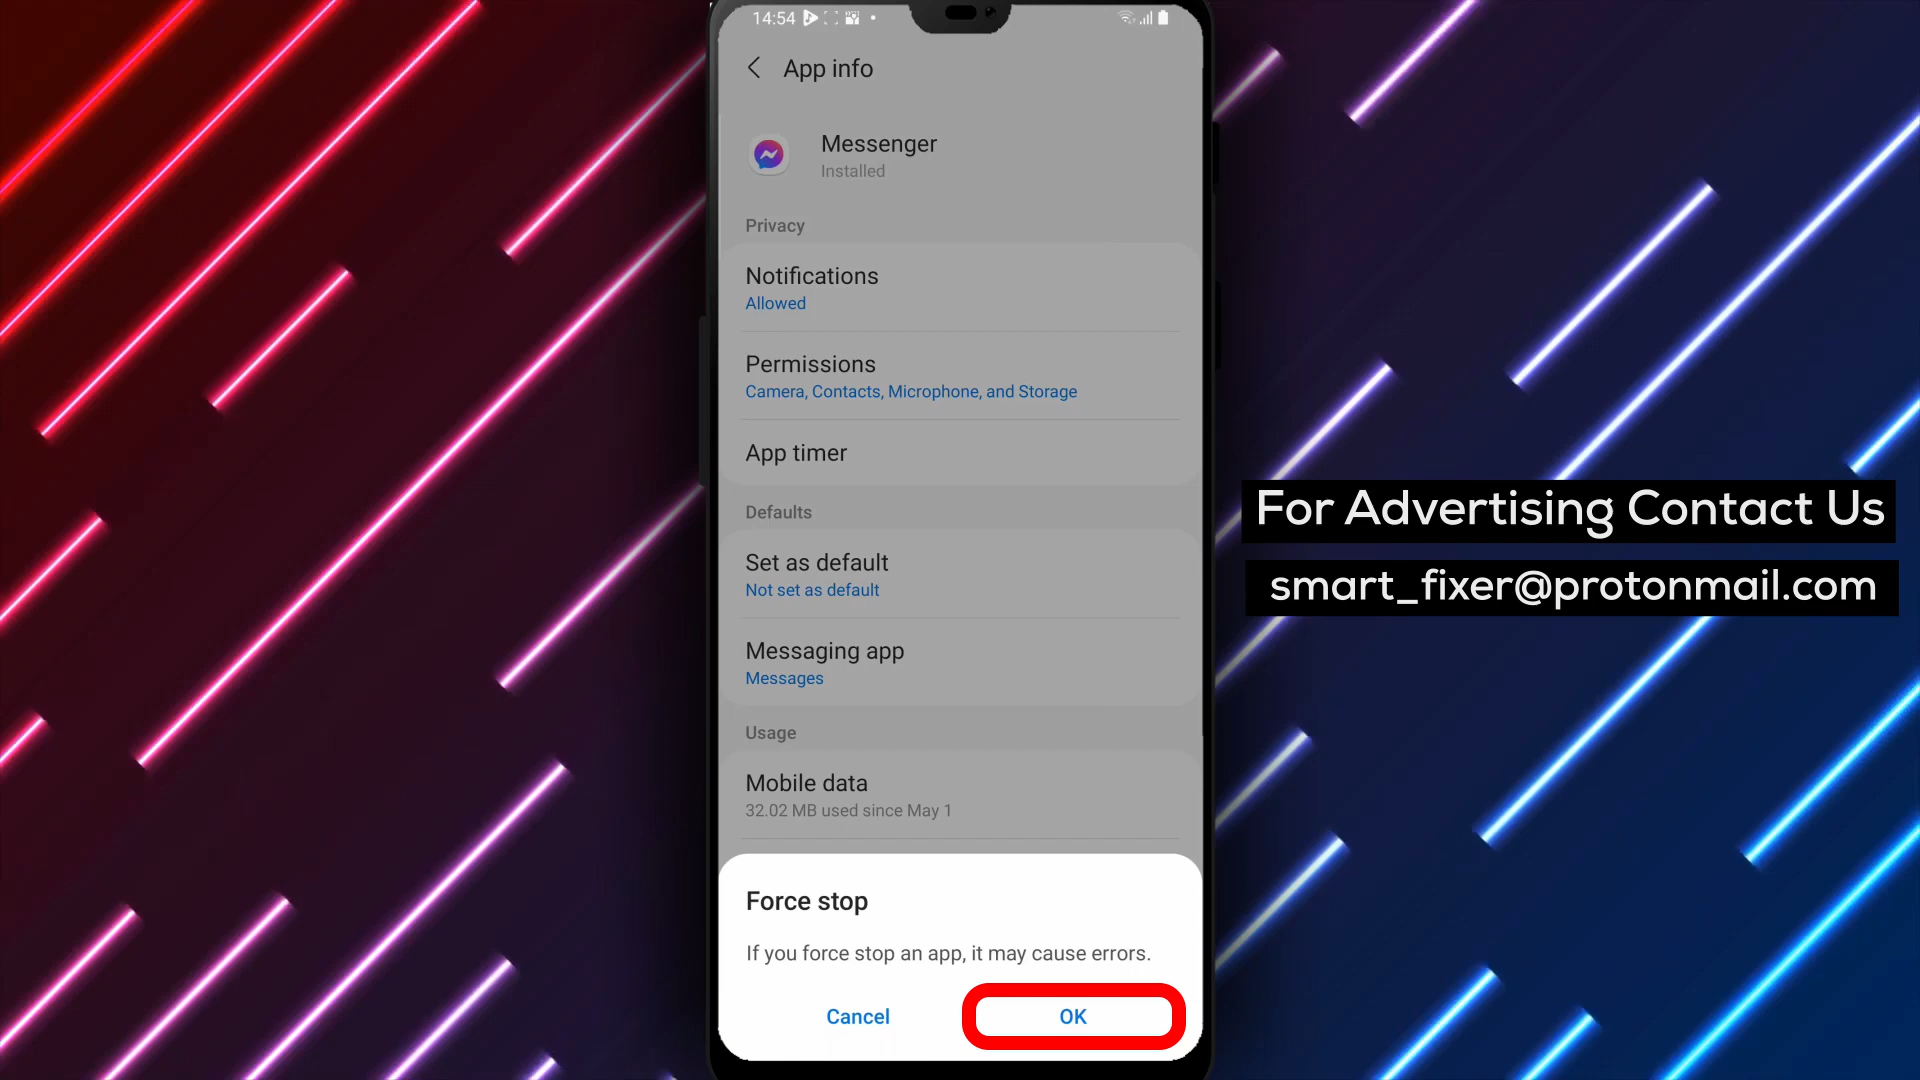 14:54
App info
Messenger
Installed
Privacy
Notifications
Allowed
Permissions
Camera, Contacts, Microphone, and Storage
App timer
Defaults
Set as default
Not set as default
Messaging app
Messages
Usage
Mobile data
32.02 MB used since May 1
Force stop
If you force stop an app, it may cause errors.
Cancel OK
For Advertising Contact Us
smart_fixer@protonmail.com